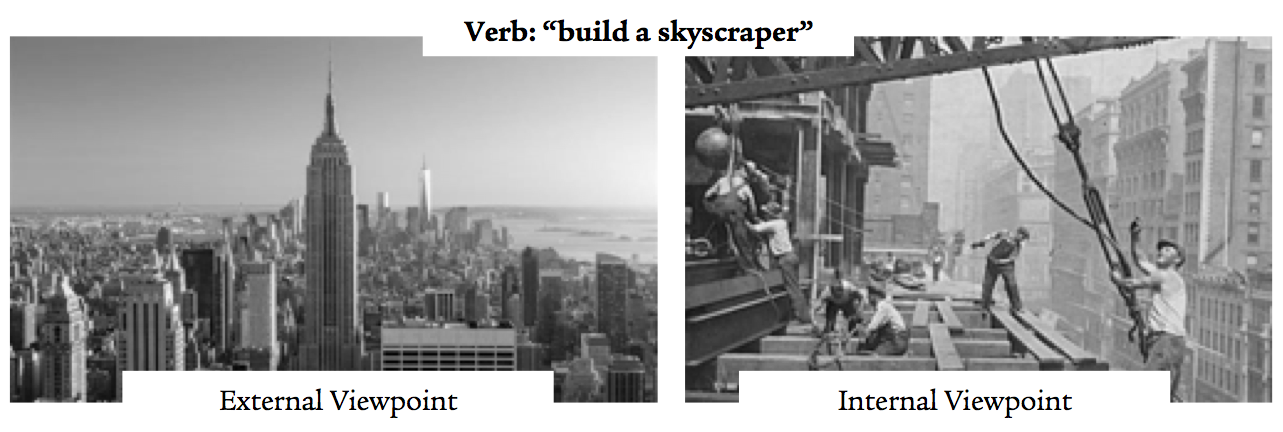 Verb: “build a skyscraper”
External Viewpoint
Internal Viewpoint